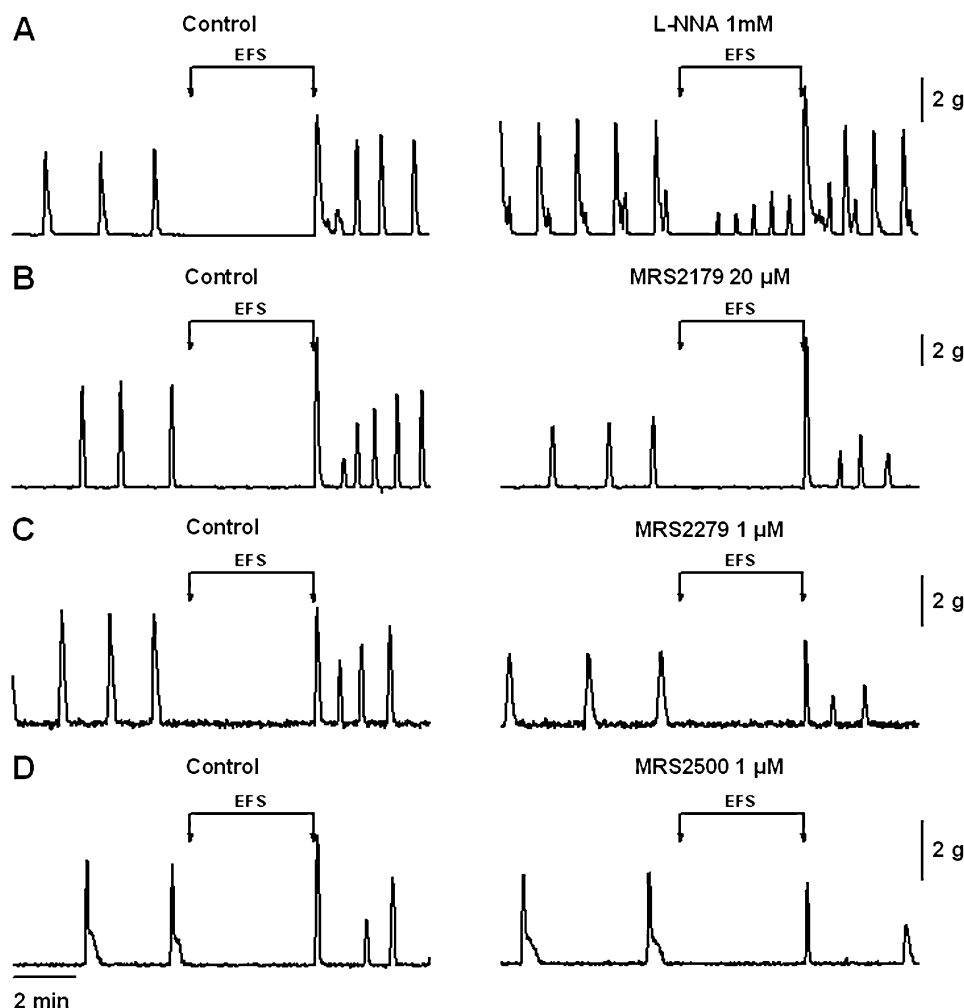 A
Control
L-NNA 1mM
EFS
EFS
2 g
B
Control
MRS2179 20 µM
EFS
EFS
2 g
C
Control
MRS2279 1 µM
EFS
EFS
2 g
D
Control
MRS2500 1 µM
EFS
EFS
2 g
2 min